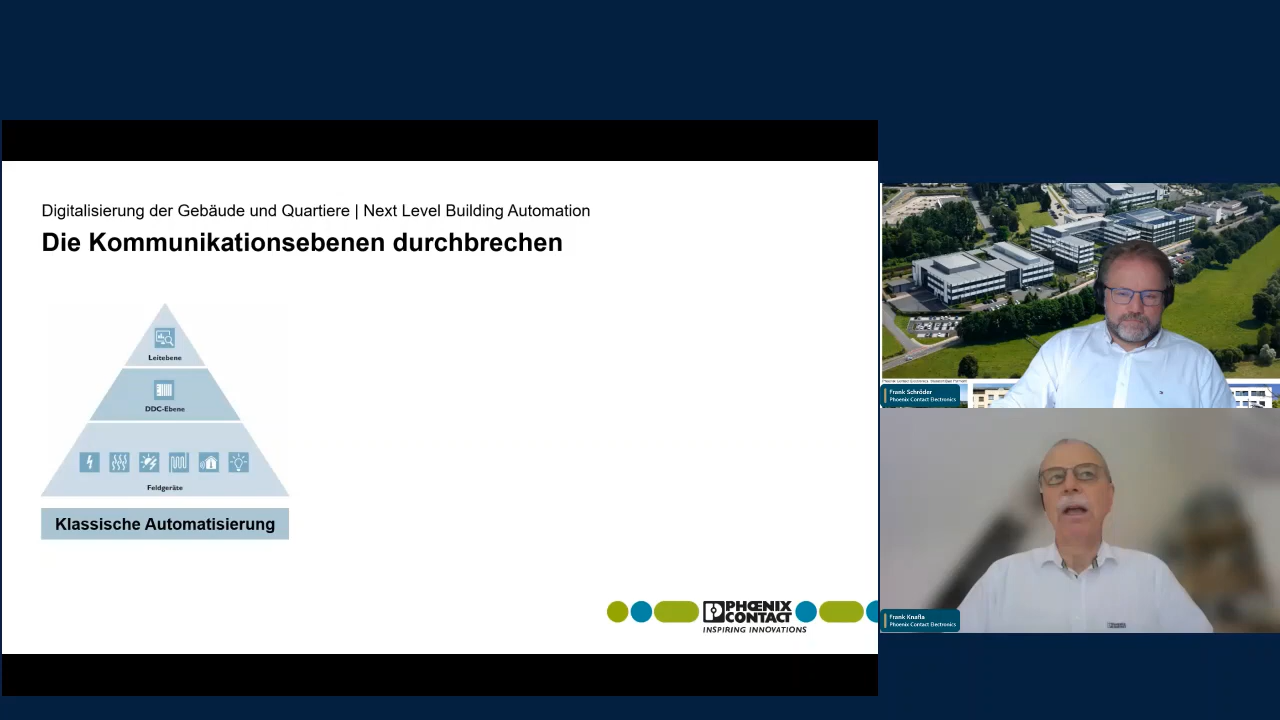 Digitalisierung der Gebäude und Quartiere | Next Level Building Automation
Die Kommunikationsebenen durchbrechen
Leitebene
DDC-Ebene
Feldgeräte
Klassische Automatisierung
PHŒNIX
CONTACT
INSPIRING INNOVATIONS
Frank Schröder
Phoenix Contact Electronics
Frank Knafla
Phoenix Contact Electronics